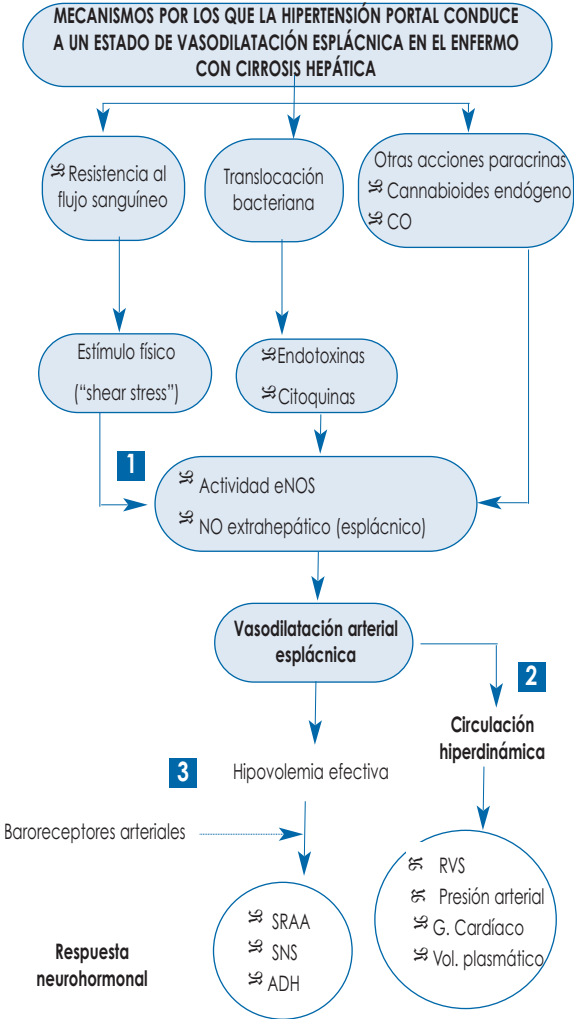 MECANISMOS POR LOS QUE LA HIPERTENSIÓN PORTAL CONDUCE
A UN ESTADO DE VASODILATACIÓN ESPLÁCNICA EN EL ENFERMO
CON CIRROSIS HEPÁTICA
Resistencia al
flujo sanguíneo
Translocación
bacteriana
Otras acciones paracrinas
Cannabioides endógeno
CO
Estímulo físico
(“shear stress”)
Endotoxinas
Citoquinas
1
Actividad eNOS
NO extrahepático (esplácnico)
Vasodilatación arterial
esplácnica
2
Circulación
hiperdinámica
3
Hipovolemia efectiva
Baroreceptores arteriales
RVS
Presión arterial
G. Cardíaco
Vol. plasmático
SRAA
SNS
ADH
Respuesta
neurohormonal